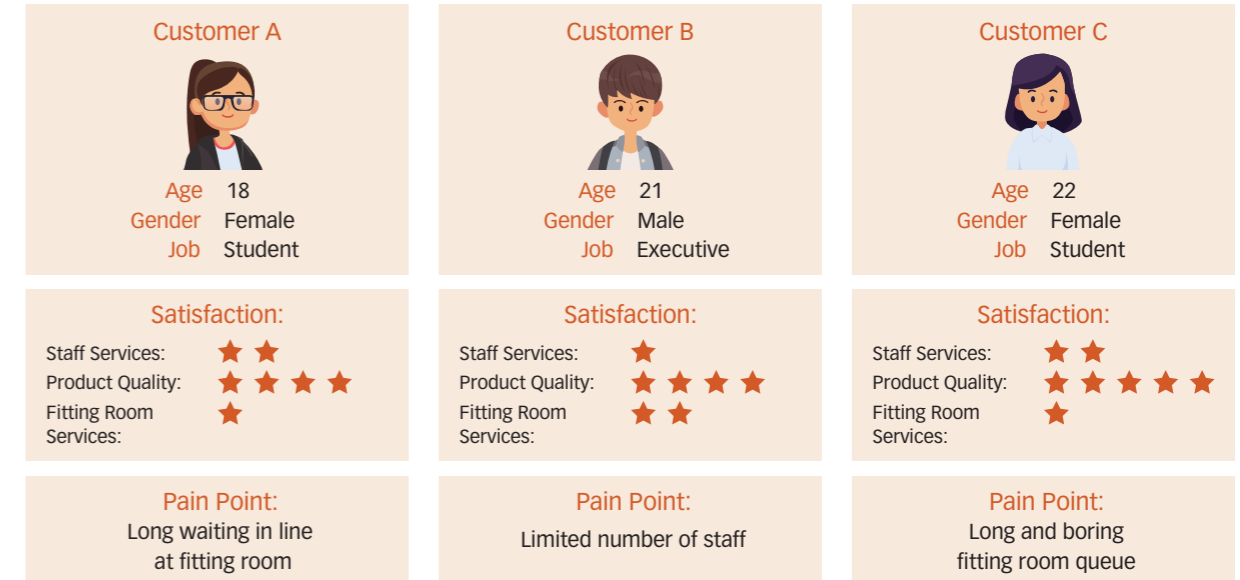 Customer A
Age 18
Gender Female
Job Student
Satisfaction:
Staff Services:
Product Quality:
Fitting Room
Services:
Pain Point:
Long waiting in line
at fitting room
Customer B
Age 21
Gender Male
Job Executive
Satisfaction:
Staff Services:
Product Quality:
Fitting Room
Services:
Pain Point:
Limited number of staff
Customer C
Age 22
Gender Female
Job Student
Satisfaction:
Staff Services:
Product Quality:
Fitting Room
Services:
Pain Point:
Long and boring
fitting room queue